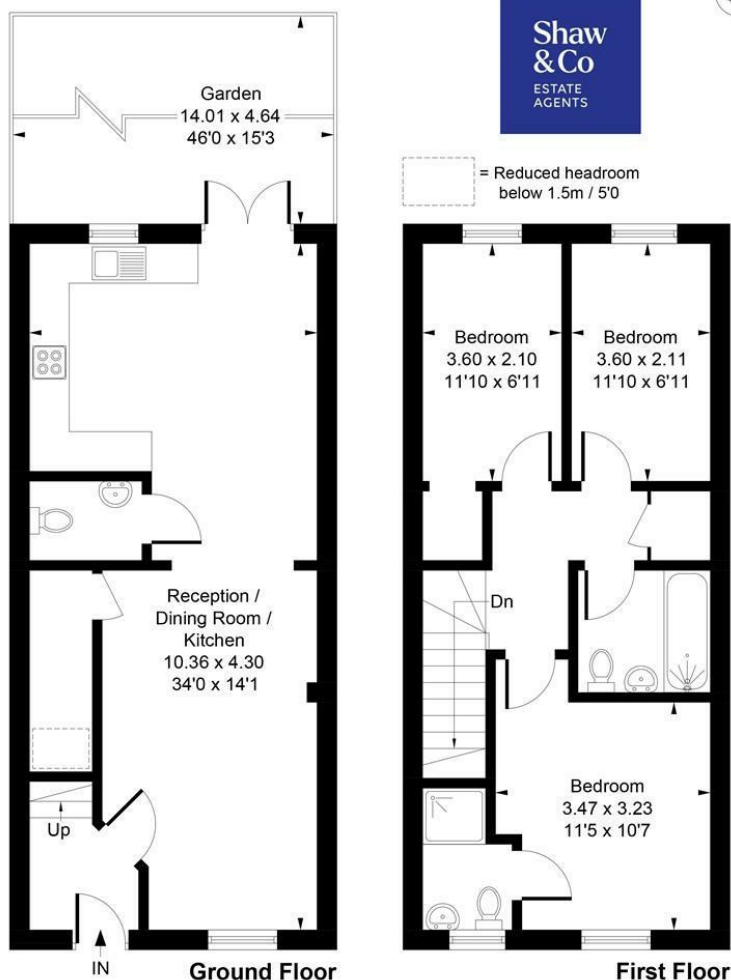 Shaw
& Co
ESTATE
AGENTS
Garden
14.01 x 4.64
46'0 x 15'3
= Reduced headroom
below 1.5m / 5'0
Bedroom
3.60 x 2.10
11'10 x 6'11
Bedroom
3.60 x 2.11
11'10 x 6'11
Reception /
Dining Room /
Kitchen
10.36 x 4.30
34'0 x 14'1
Dn
Up
Bedroom
3.47 x 3.23
11'5 x 10'7
IN
Ground Floor
First Floor